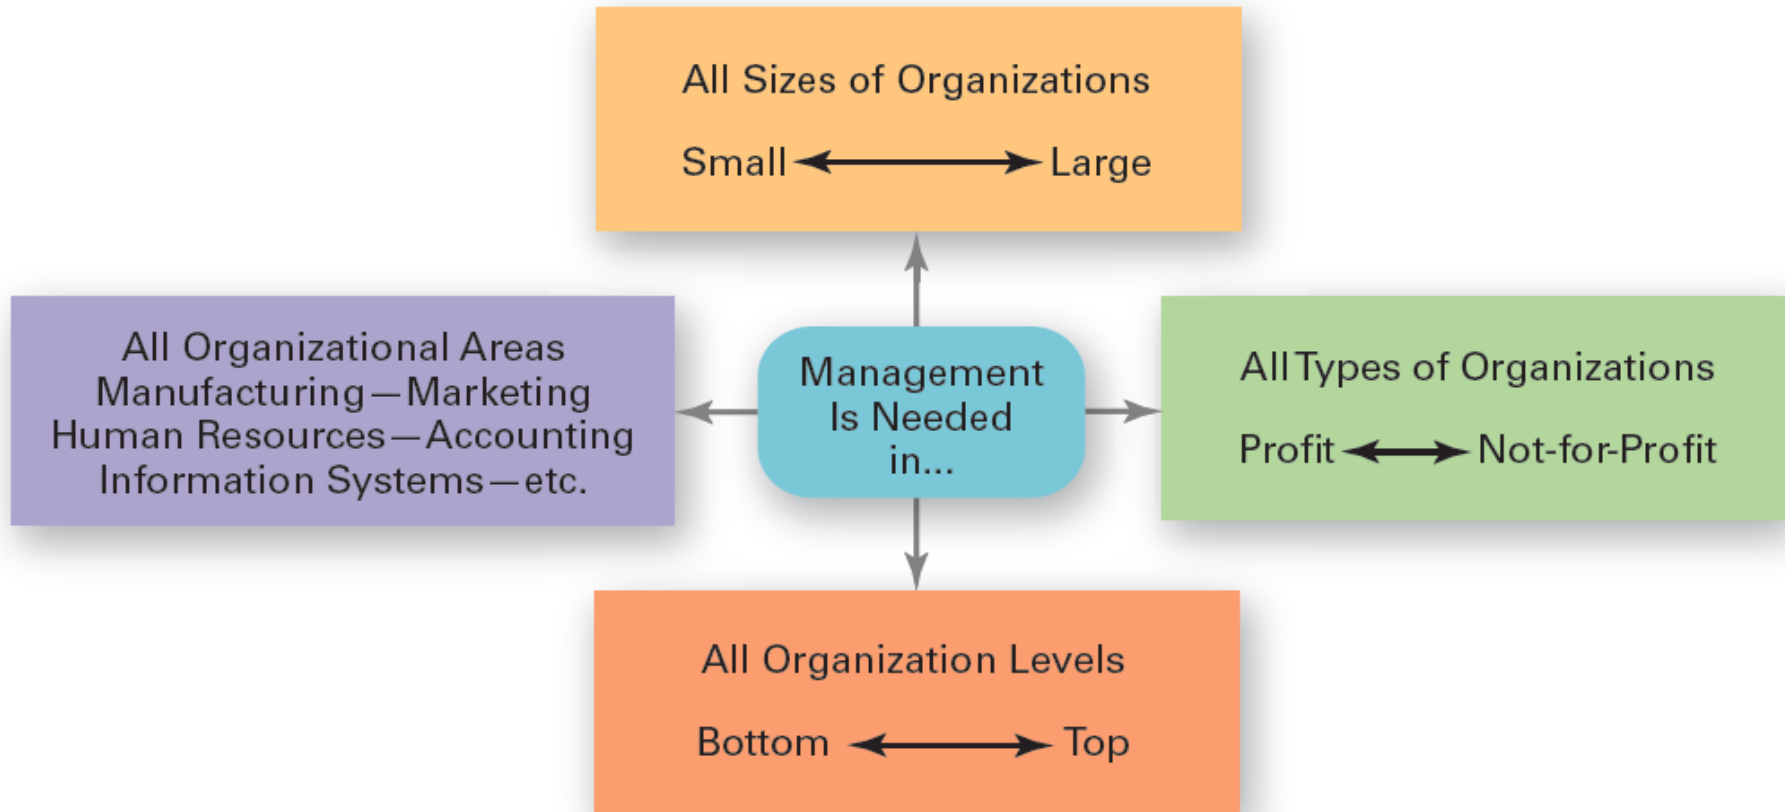 All Sizes of Organizations
Small Large
All Organizational Areas
Manufacturing—Marketing
Human Resources—Accounting
Information Systems—etc.
Management
Is Needed
in...
All Types of Organizations
Profit Not-for-Profit
All Organization Levels
Bottom Top